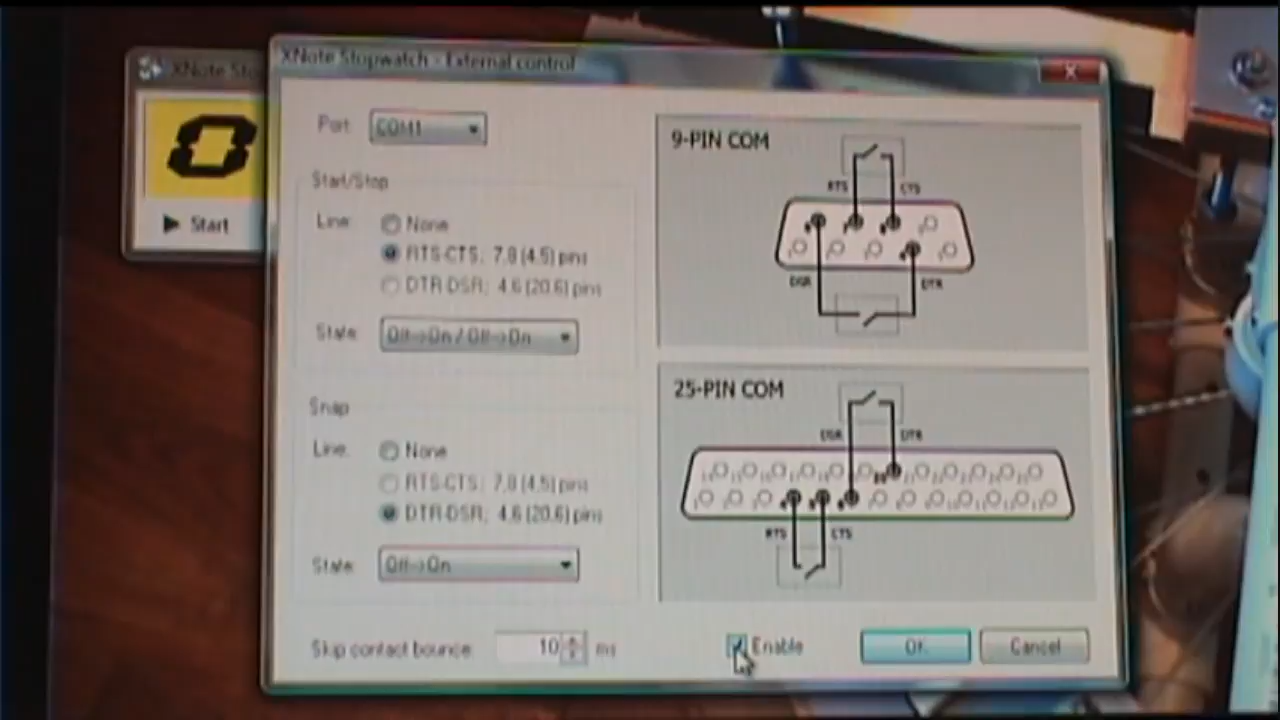 XNote Stopwatch - External control
XNote Sto
0
Start
Port:
COM1
Start/Stop
Line:
None
RTS-CTS; 7,8 (4,5) pins
DTR-DSR; 4,6 (20,6) pins
State:
Off->On / Off->On
Snap
Line:
None
RTS-CTS; 7,8 (4,5) pins
DTR-DSR; 4,6 (20,6) pins
State:
Off->On
Skip contact bounce:
10
ms
9-PIN COM
RTS
CTS
DSR
DTR
25-PIN COM
DSR
DTR
RTS
CTS
Enable
OK
Cancel